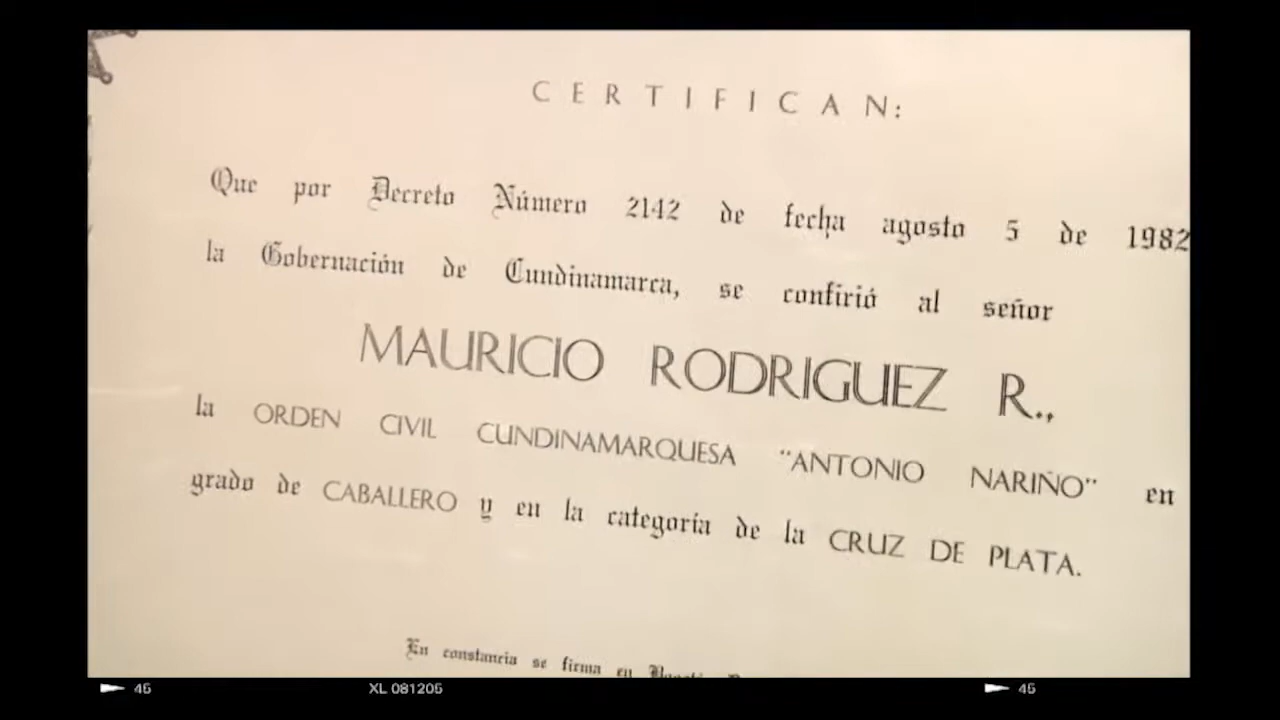 CERTIFICAN:
Que por Decreto Número 2142 de fecha agosto 5 de 1982
la Gobernación de Cundinamarca, se confirió al señor
MAURICIO RODRIGUEZ R.,
la ORDEN CIVIL CUNDINAMARQUESA "ANTONIO NARIÑO" en
grado de CABALLERO y en la categoría de la CRUZ DE PLATA.
En constancia se firma en Bogotá
45 XL 081205 45